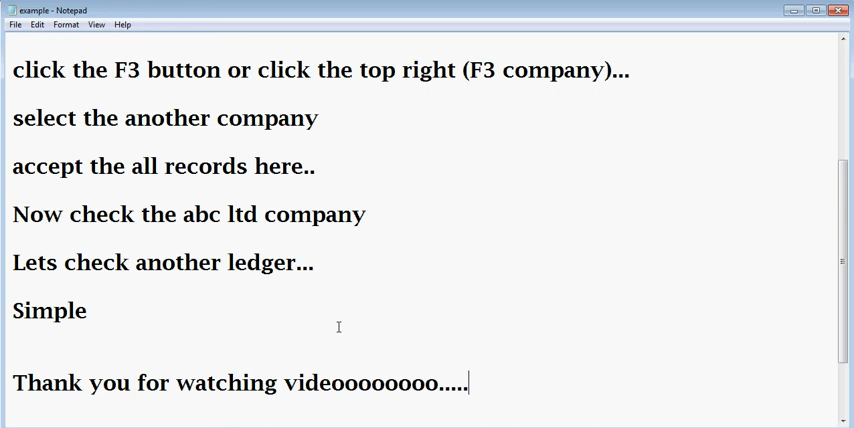 example - Notepad
File Edit Format View Help
click the F3 button or click the top right (F3 company)...
select the another company
accept the all records here..
Now check the abc ltd company
Lets check another ledger...
Simple
Thank you for watching videoooooooo.....